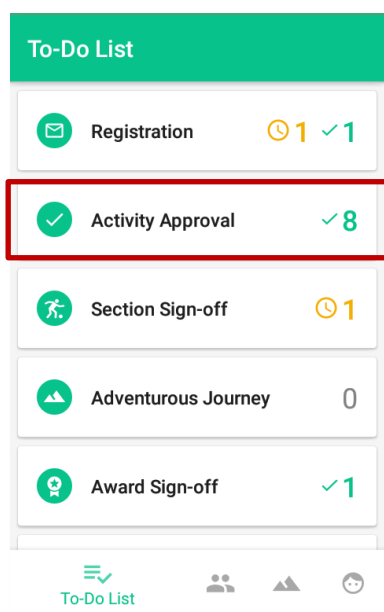 To-Do List
Registration 1 1
Activity Approval 8
Section Sign-off 1
Adventurous Journey 0
Award Sign-off 1
To-Do List